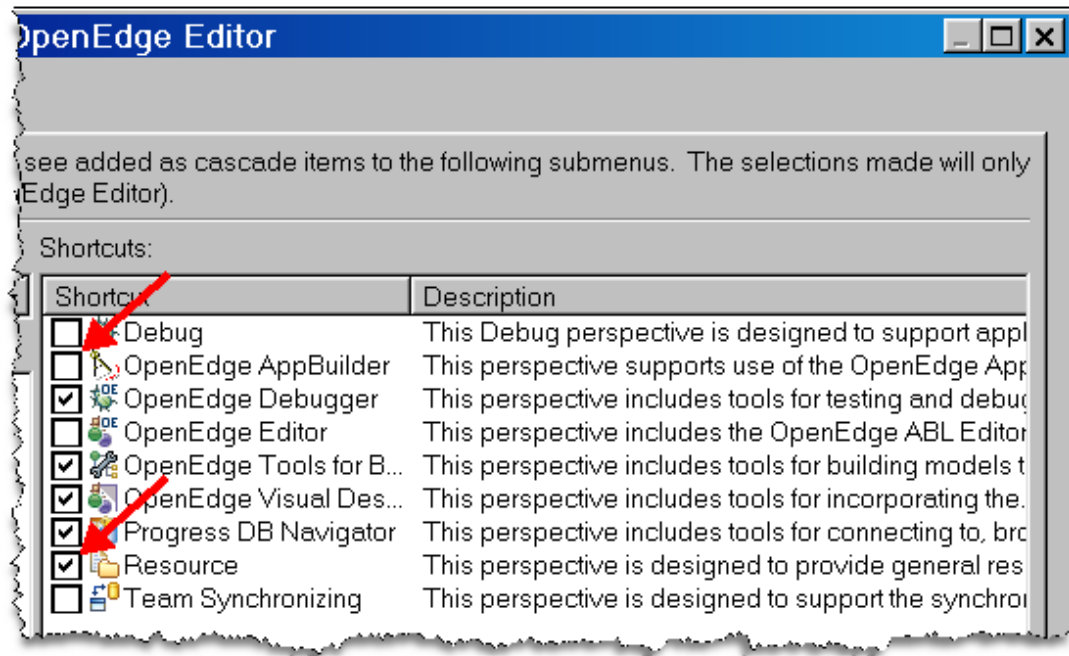 OpenEdge Editor
see added as cascade items to the following submenus. The selections made will only
Edge Editor).
Shortcuts:
Shortcut Description
Debug This Debug perspective is designed to support appl
OpenEdge AppBuilder This perspective supports use of the OpenEdge App
OpenEdge Debugger This perspective includes tools for testing and debug
OpenEdge Editor This perspective includes the OpenEdge ABL Editor
OpenEdge Tools for B... This perspective includes tools for building models t
OpenEdge Visual Des... This perspective includes tools for incorporating the.
Progress DB Navigator This perspective includes tools for connecting to, bro
Resource This perspective is designed to provide general res
Team Synchronizing This perspective is designed to support the synchro